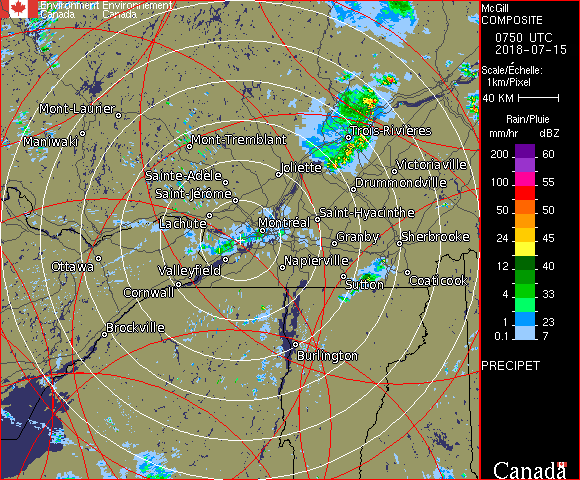 Environment Environnement
Canada Canada
McGill
COMPOSITE
0750 UTC
2018-07-15
Scale/Échelle:
1km/Pixel
40 KM
Rain/Pluie
mm/hr dBZ
200 60
100 55
50 50
24 45
12 40
4 33
1 23
0.1 7
PRECIPET
Canada
Mont-Laurier
Maniwaki
Mont-Tremblant
Trois-Rivières
Joliette
Victoriaville
Sainte-Adèle
Drummondville
Saint-Jérôme
Saint-Hyacinthe
Lachute
Montréal
Granby
Sherbrooke
Ottawa
Valleyfield
Napierville
Coaticook
Sutton
Cornwall
Brockville
Burlington